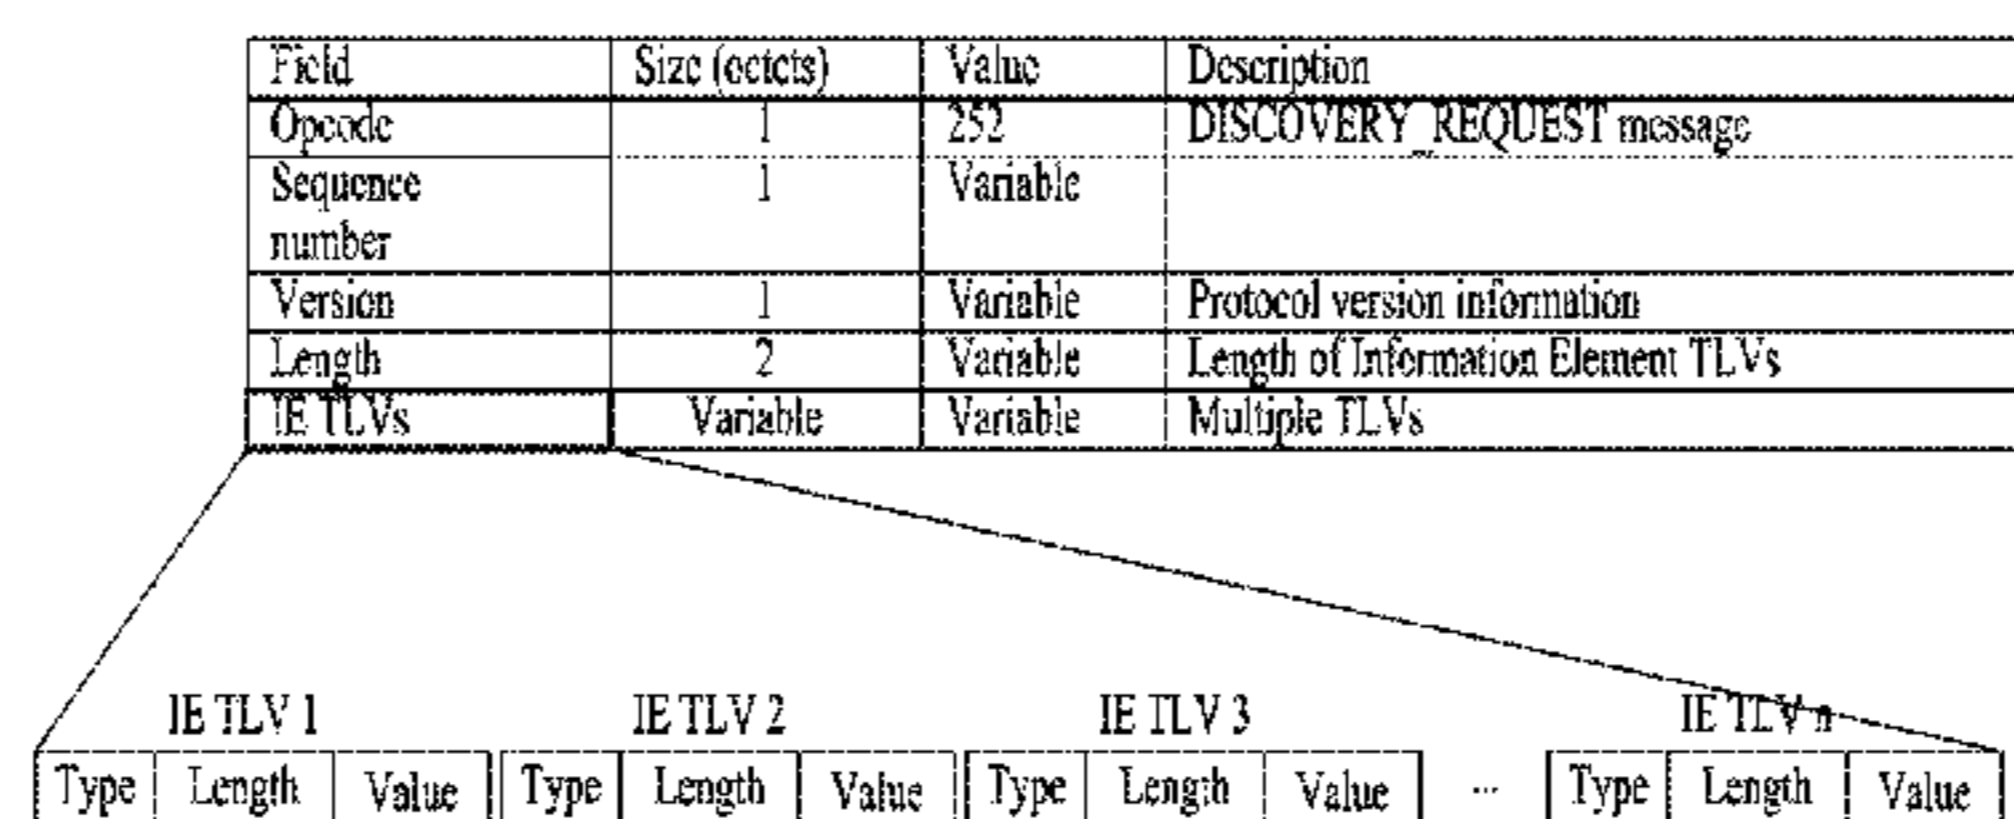 Field Size (octets) Value Description
Opcode 1 252 DISCOVERY_REQUEST message
Sequence 1 Variable
number
Version 1 Variable Protocol version information
Length 2 Variable Length of Information Element TLVs
IE TLVs Variable Variable Multiple TLVs
IE TLV 1 IE TLV 2 IE TLV 3 IE TLV n
Type Length Value Type Length Value Type Length Value ... Type Length Value